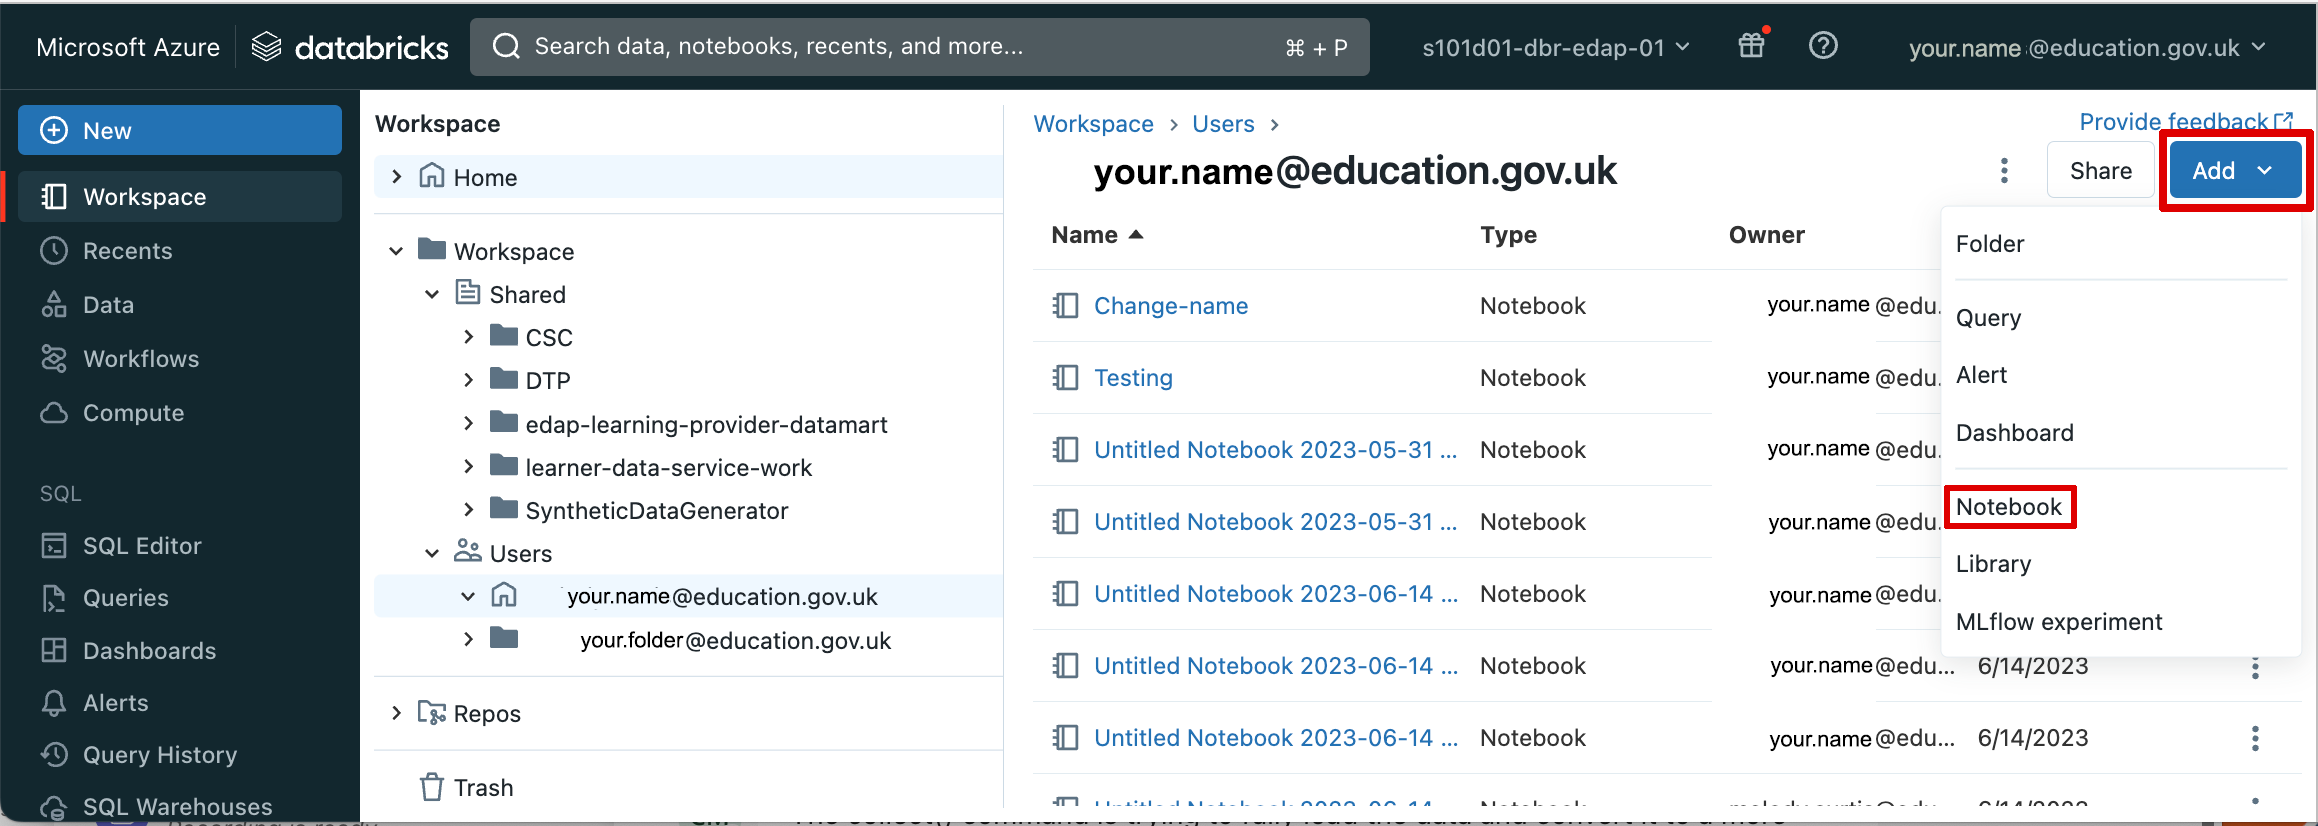 Microsoft Azure databricks Search data, notebooks, recents, and more... ⌘ + P s101d01-dbr-edap-01 your.name @education.gov.uk
New
Workspace
Recents
Data
Workflows
Compute
SQL
SQL Editor
Queries
Dashboards
Alerts
Query History
SQL Warehouses
Workspace
Home
Workspace
Shared
CSC
DTP
edap-learning-provider-datamart
learner-data-service-work
SyntheticDataGenerator
Users
your.name@education.gov.uk
your.folder@education.gov.uk
Repos
Trash
Workspace > Users >
Provide feedback
your.name@education.gov.uk
Share
Add
Name Type Owner
Change-name Notebook your.name @edu.
Testing Notebook your.name @edu.
Untitled Notebook 2023-05-31 ... Notebook your.name @edu.
Untitled Notebook 2023-05-31 ... Notebook your.name @edu.
Untitled Notebook 2023-06-14 ... Notebook your.name @edu.
Untitled Notebook 2023-06-14 ... Notebook your.name @edu... 6/14/2023
Untitled Notebook 2023-06-14 ... Notebook your.name @edu... 6/14/2023
Folder
Query
Alert
Dashboard
Notebook
Library
MLflow experiment